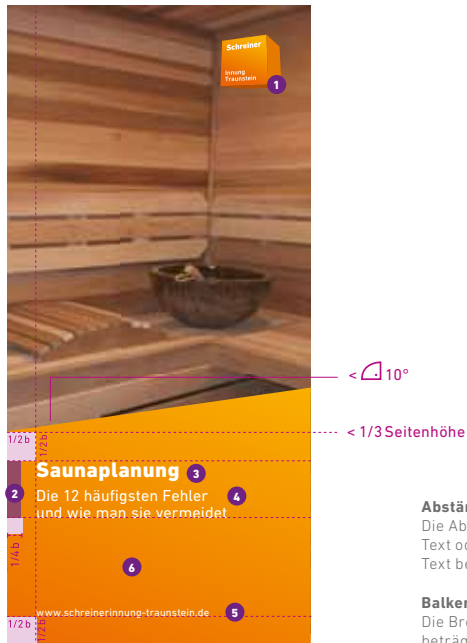 Schreiner
Innung
Traunstein
1
< 10°
< 1/3 Seitenhöhe
1/2 b
1/2 b
Saunaplanung 3
2
Die 12 häufigsten Fehler 4
und wie man sie vermeidet
1/4 b
6
www.schreinerinnung-traunstein.de 5
1/2 b
1/2 b
Die Ab
Text od
Text be
Balken
Die Bre
beträg